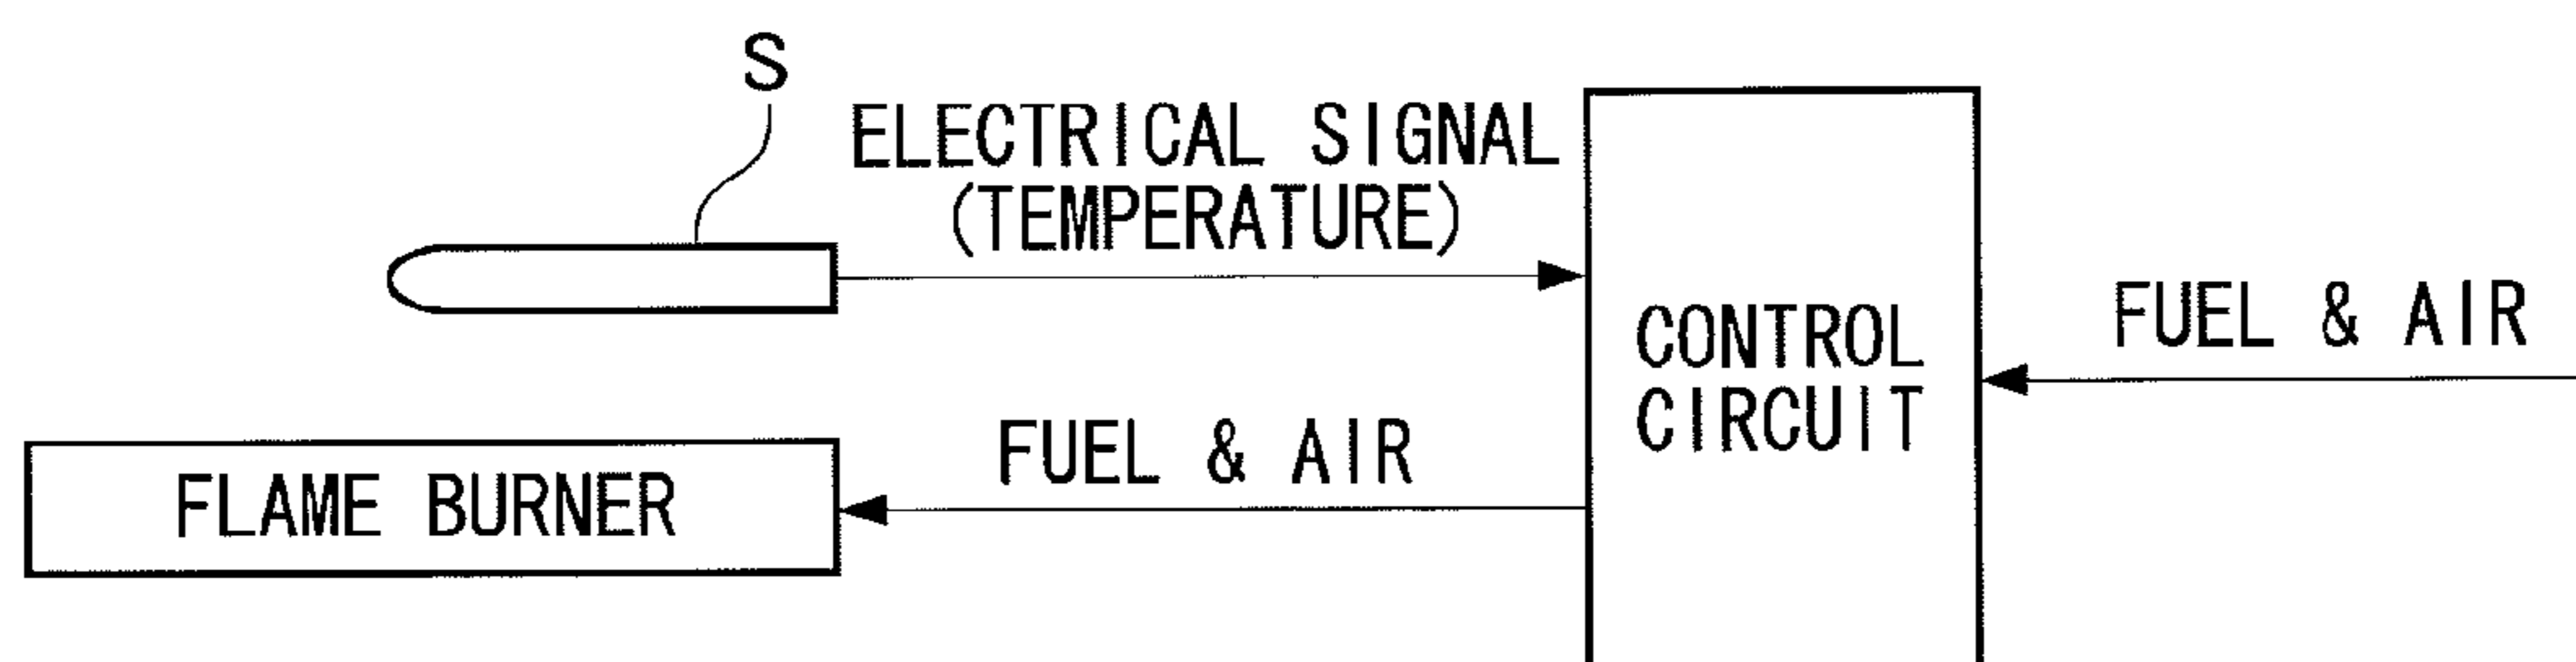 S
ELECTRICAL SIGNAL
(TEMPERATURE)
CONTROL
CIRCUIT
FUEL & AIR
FUEL & AIR
FLAME BURNER